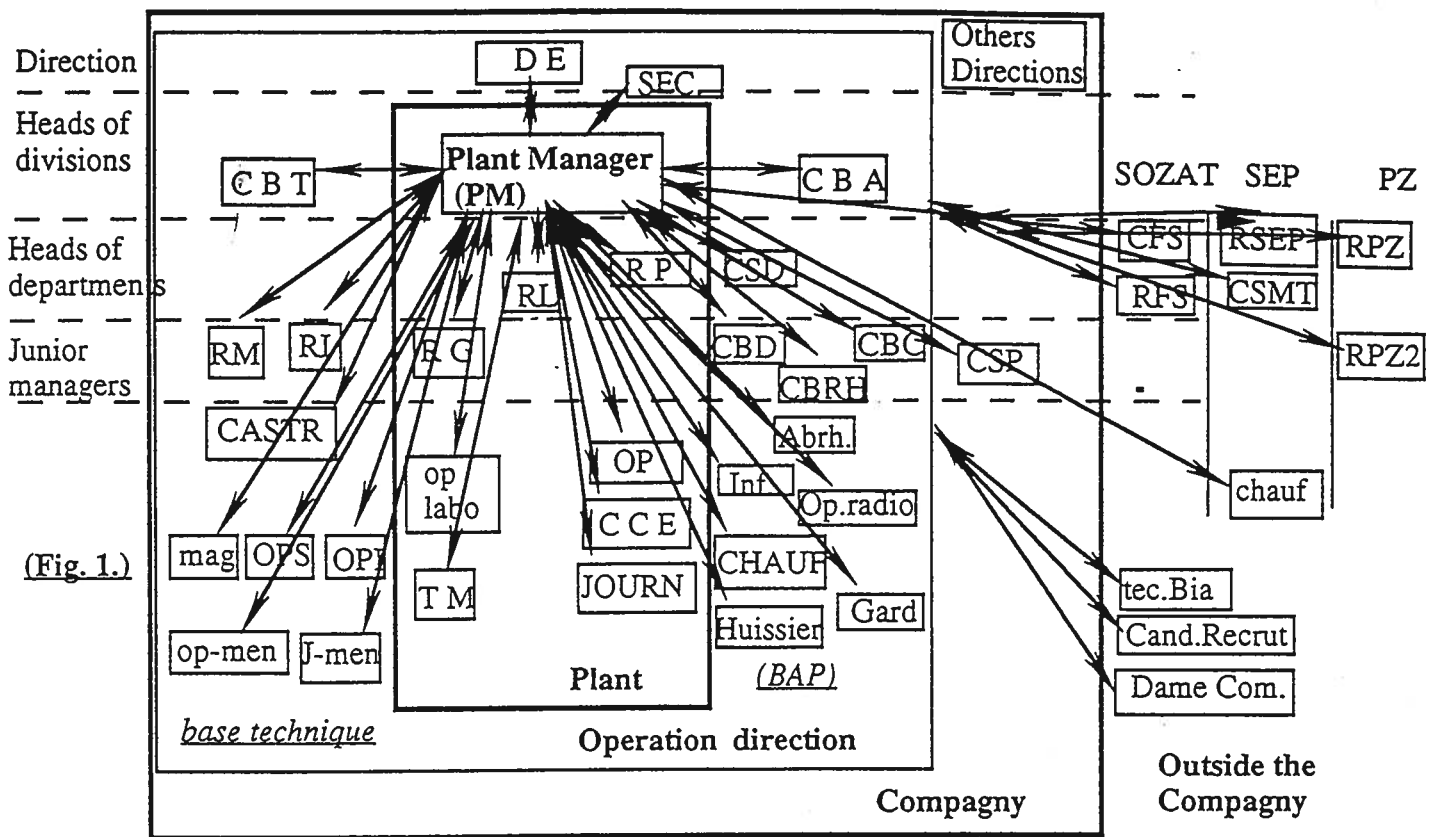 Others
Directions
Direction
D E
SEC
Heads of
divisions
Plant Manager
(PM)
C B T
C B A
SOZAT SEP PZ
Heads of
departments
R P
CSD
CFS
RSEP
RPZ
RL
RFS
CSMT
Junior
managers
RM
RI
R G
CBD
CBC
CSP
RPZ2
CBRH
CASTR
Abrh.
op
labo
OP
Inf
Op.radio
chauf
(Fig. 1.)
mag
OPS
C C E
CHAUF
T M
JOURN
tec.Bia
Gard
Huissier
Cand.Recrut
op-men
J-men
Plant
(BAP)
Dame Com.
base technique
Operation direction
Outside the
Compagny
Compagny